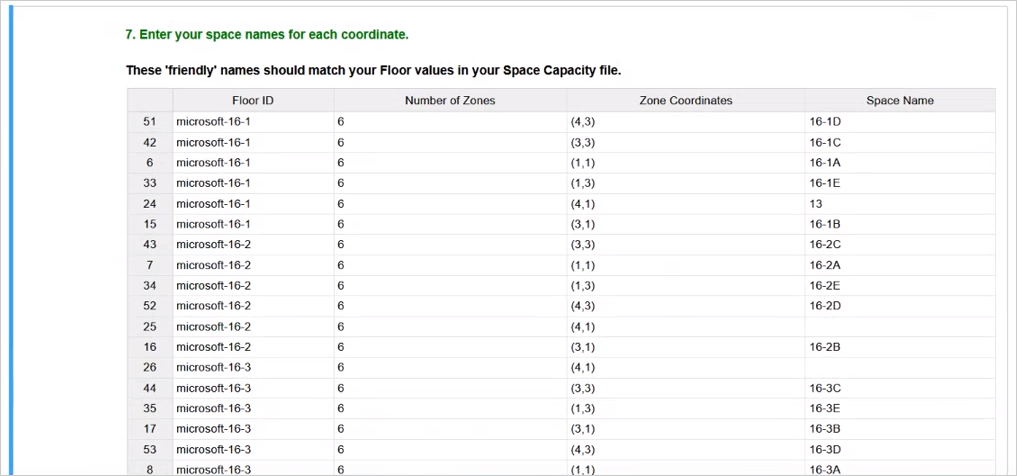 7. Enter your space names for each coordinate.
These 'friendly' names should match your Floor values in your Space Capacity file.
Floor ID Number of Zones Zone Coordinates Space Name
51 microsoft-16-1 6 (4,3) 16-1D
42 microsoft-16-1 6 (3,3) 16-1C
6 microsoft-16-1 6 (1,1) 16-1A
33 microsoft-16-1 6 (1,3) 16-1E
24 microsoft-16-1 6 (4,1) 13
15 microsoft-16-1 6 (3,1) 16-1B
43 microsoft-16-2 6 (3,3) 16-2C
7 microsoft-16-2 6 (1,1) 16-2A
34 microsoft-16-2 6 (1,3) 16-2E
52 microsoft-16-2 6 (4,3) 16-2D
25 microsoft-16-2 6 (4,1)
16 microsoft-16-2 6 (3,1) 16-2B
26 microsoft-16-3 6 (4,1)
44 microsoft-16-3 6 (3,3) 16-3C
35 microsoft-16-3 6 (1,3) 16-3E
17 microsoft-16-3 6 (3,1) 16-3B
53 microsoft-16-3 6 (4,3) 16-3D
8 microsoft-16-3 6 (1,1) 16-3A